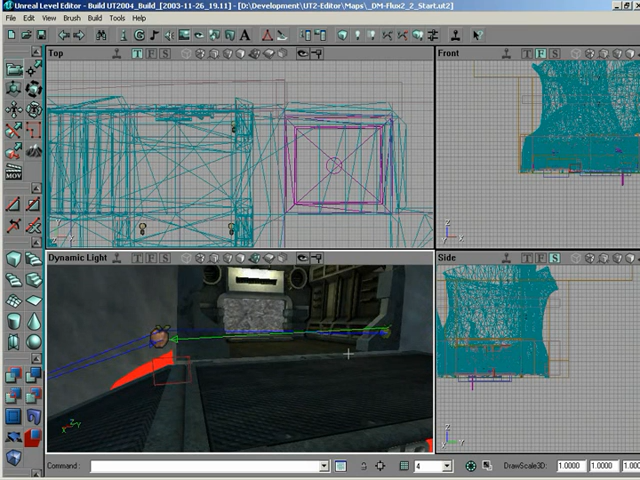 Unreal Level Editor - Build UT2004_Build_[2003-11-26_19.11] - [D:\Development\UT2-Editor\Maps\_DM-Flux2_2_Start.ut2]
File Edit View Brush Build Tools Help
Top T F S
Front T F S
MOV
Dynamic Light T F S
Side T F S
Command :
4
DrawScale3D: 1.0000 1.0000 1.000